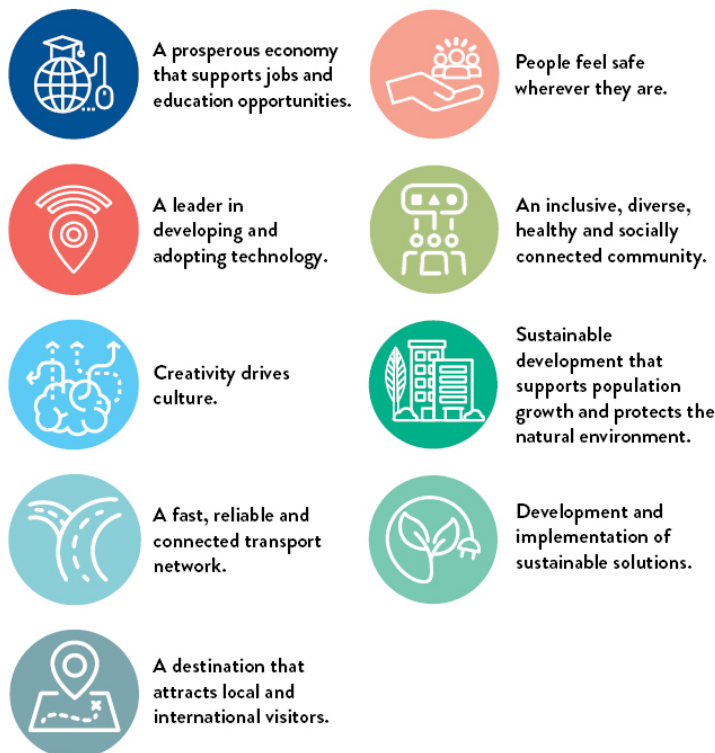 A prosperous economy
that supports jobs and
education opportunities.
People feel safe
wherever they are.
A leader in
developing and
adopting technology.
An inclusive, diverse,
healthy and socially
connected community.
Creativity drives
culture.
Sustainable
development that
supports population
growth and protects the
natural environment.
A fast, reliable and
connected transport
network.
Development and
implementation of
sustainable solutions.
A destination that
attracts local and
international visitors.